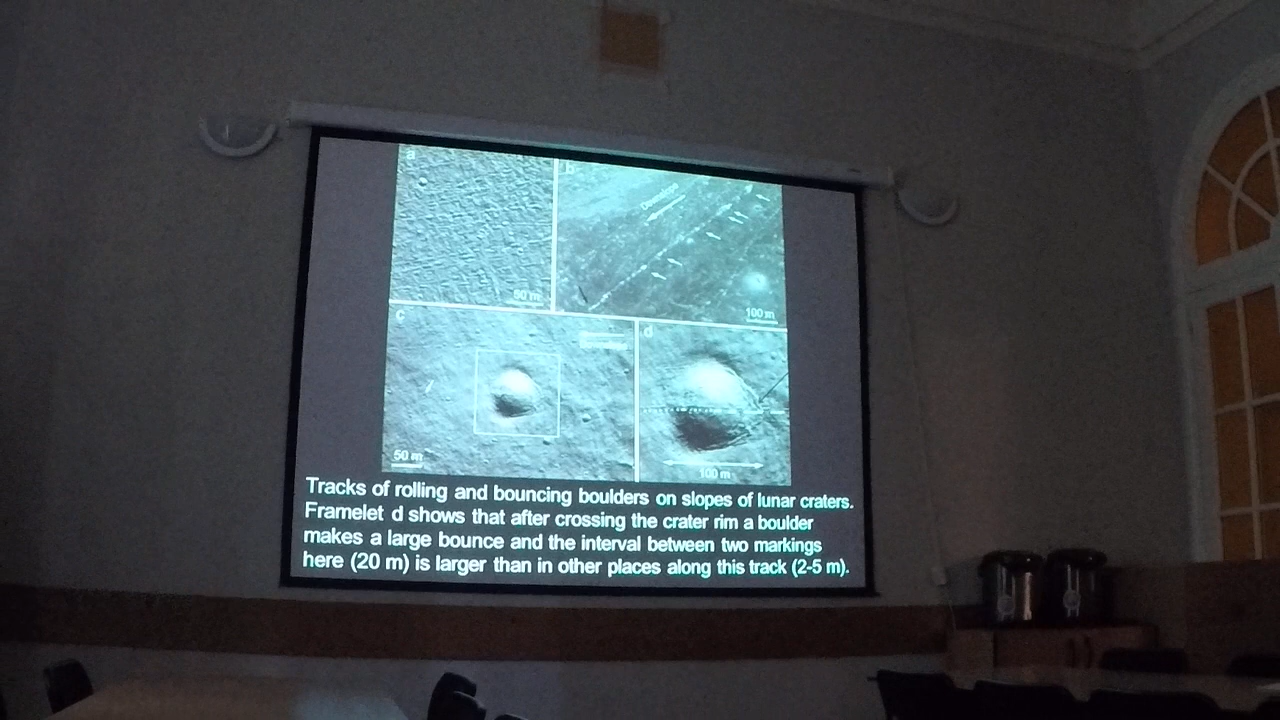 a
b
Downslope
60 m
100 m
c
d
50 m
100 m
Tracks of rolling and bouncing boulders on slopes of lunar craters.
Framelet d shows that after crossing the crater rim a boulder
makes a large bounce and the interval between two markings
here (20 m) is larger than in other places along this track (2-5 m).